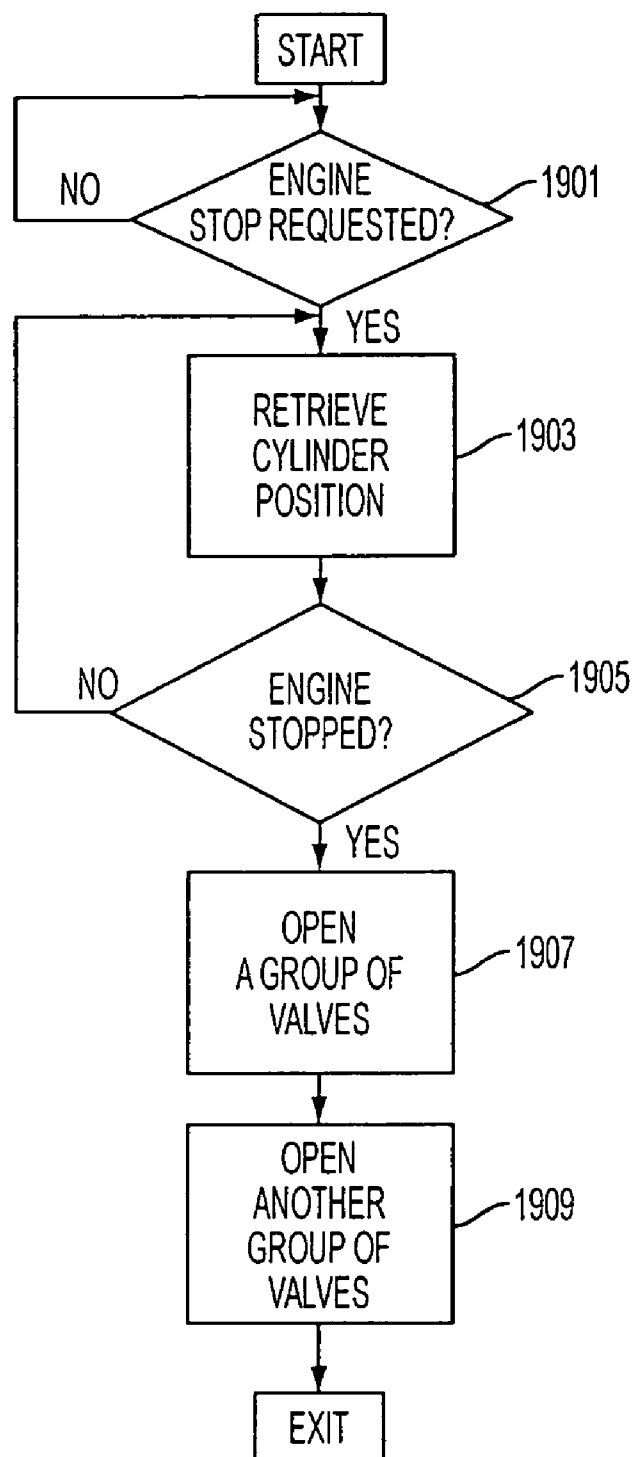 START
NO
ENGINE
STOP REQUESTED?
1901
YES
RETRIEVE
CYLINDER
POSITION
1903
NO
ENGINE
STOPPED?
1905
YES
OPEN
A GROUP OF
VALVES
1907
OPEN
ANOTHER
GROUP OF
VALVES
1909
EXIT